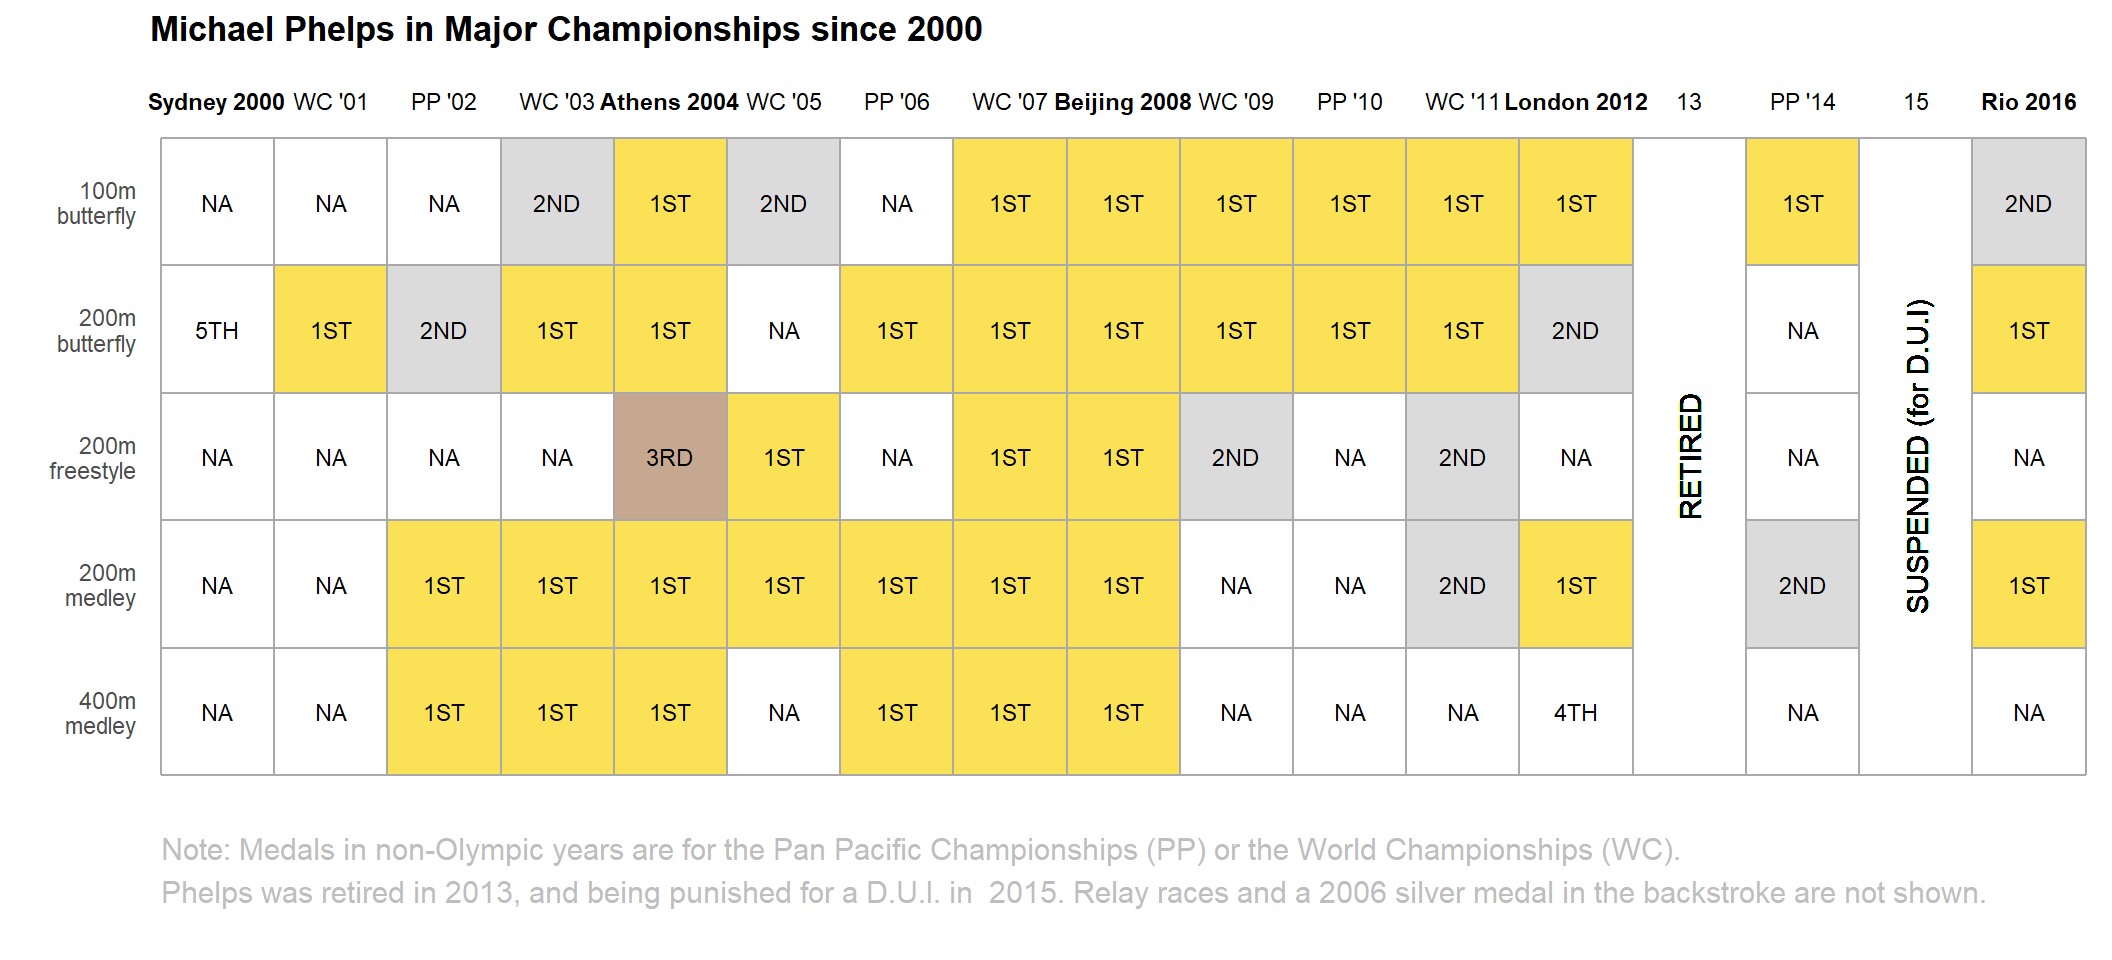 Michael Phelps in Major Championships since 2000
Sydney 2000 WC '01 PP '02 WC '03 Athens 2004 WC '05 PP '06 WC '07 Beijing 2008 WC '09 PP '10 WC '11 London 2012 13 PP '14 15 Rio 2016
100m
butterfly
NA NA NA 2ND 1ST 2ND NA 1ST 1ST 1ST 1ST 1ST 1ST 1ST 2ND
200m
butterfly
5TH 1ST 2ND 1ST 1ST NA 1ST 1ST 1ST 1ST 1ST 1ST 2ND NA 1ST
200m
freestyle
NA NA NA NA 3RD 1ST NA 1ST 1ST 2ND NA 2ND NA NA NA
200m
medley
NA NA 1ST 1ST 1ST 1ST 1ST 1ST 1ST NA NA 2ND 1ST 2ND 1ST
400m
medley
NA NA 1ST 1ST 1ST NA 1ST 1ST 1ST NA NA NA 4TH NA NA
RETIRED
SUSPENDED (for D.U.I)
Note: Medals in non-Olympic years are for the Pan Pacific Championships (PP) or the World Championships (WC).
Phelps was retired in 2013, and being punished for a D.U.I. in  2015. Relay races and a 2006 silver medal in the backstroke are not shown.